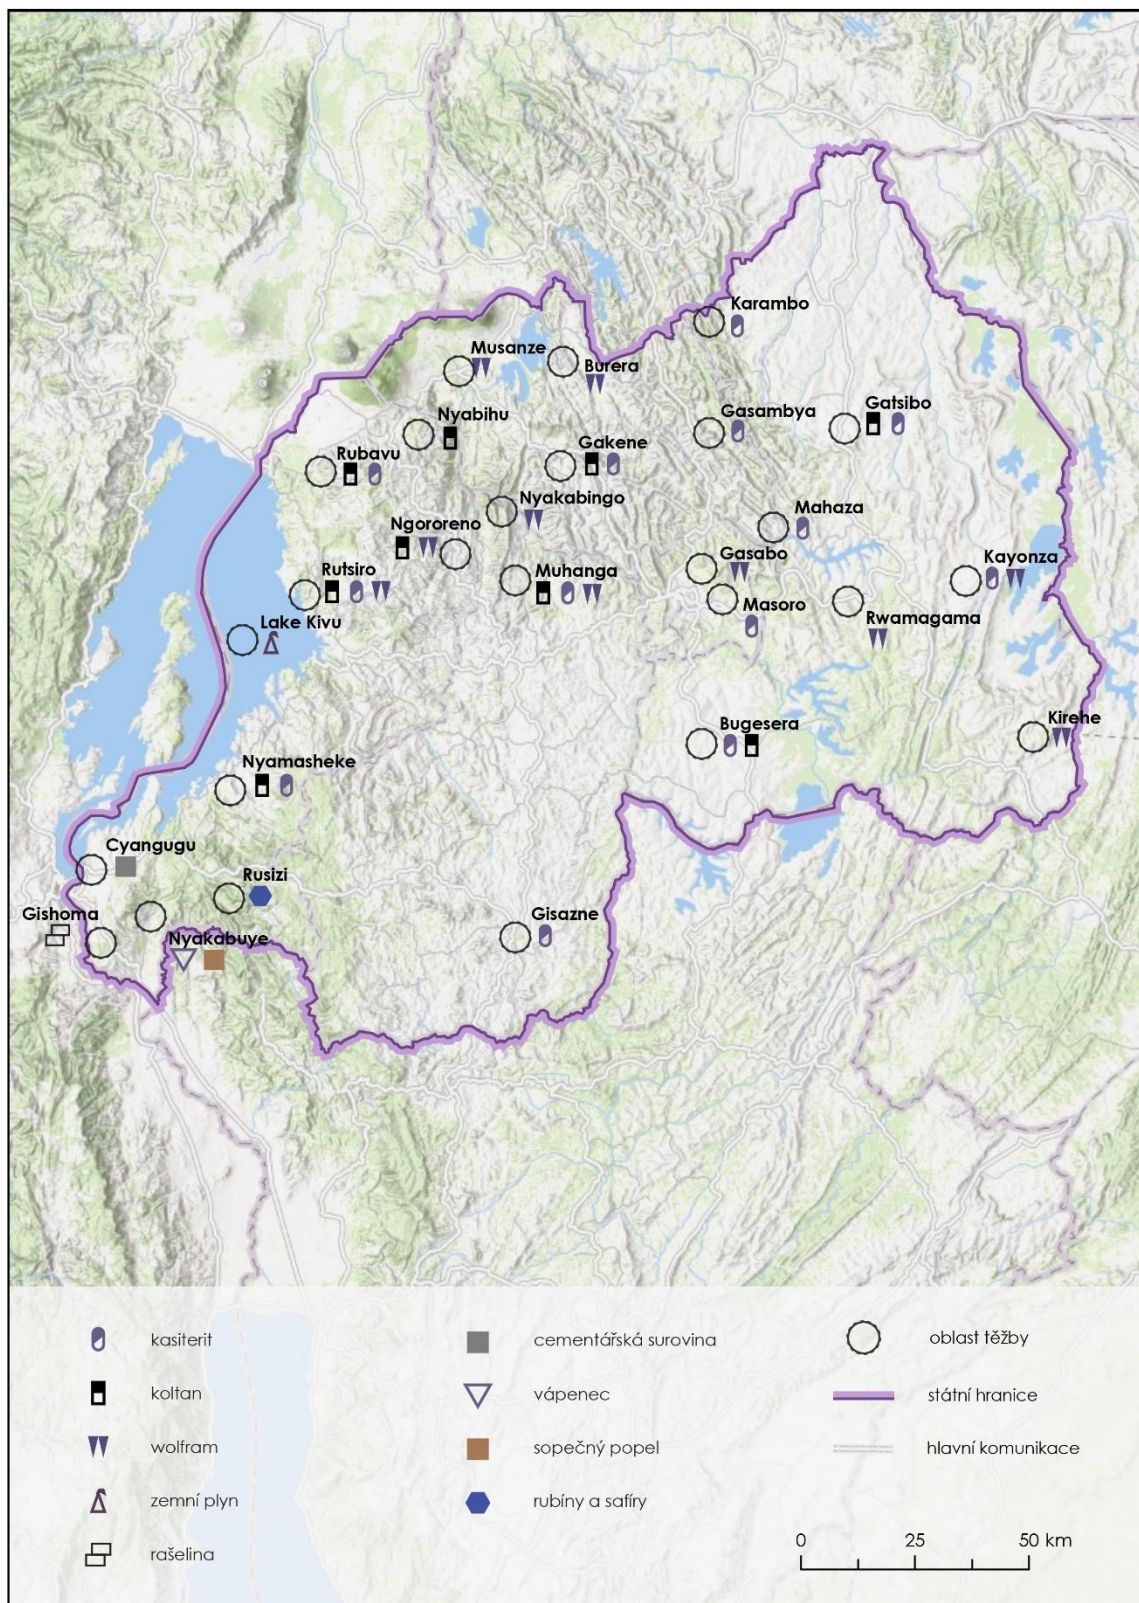 Karambo
Musanze
Burera
Nyabihu
Gasambya
Gatsibo
Rubavu
Gakene
Nyakabingo
Mahaza
Ngororeno
Gasabo
Kayonza
Rutsiro
Muhanga
Masoro
Rwamagama
Lake Kivu
Bugesera
Kirehe
Nyamasheke
Cyangugu
Rusizi
Gishoma
Nyakabuye
Gisazne
kasiterit
koltan
wolfram
zemní plyn
rašelina
cementářská surovina
vápenec
sopečný popel
rubíny a safíry
oblast těžby
státní hranice
hlavní komunikace
0 25 50 km